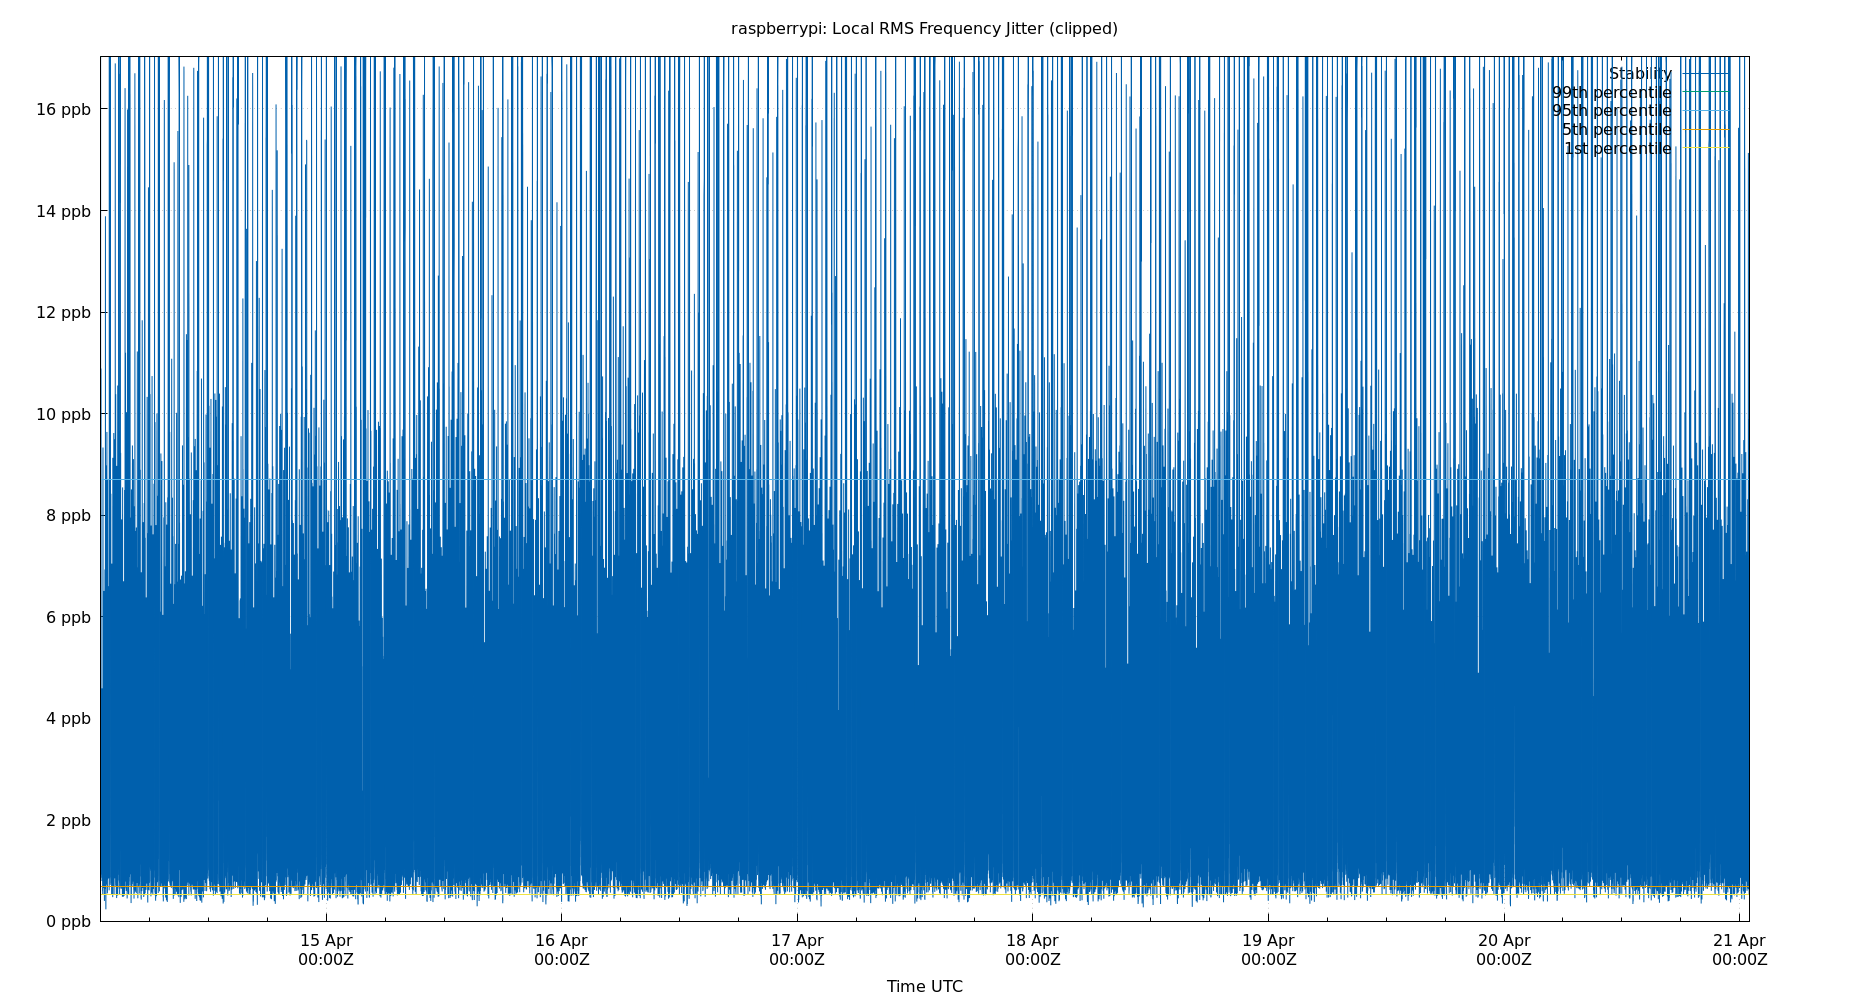 raspberrypi: Local RMS Frequency Jitter (clipped)
Stability
99th percentile
95th percentile
5th percentile
1st percentile
16 ppb
14 ppb
12 ppb
10 ppb
8 ppb
6 ppb
4 ppb
2 ppb
0 ppb
15 Apr 16 Apr 17 Apr 18 Apr 19 Apr 20 Apr 21 Apr
00:00Z 00:00Z 00:00Z 00:00Z 00:00Z 00:00Z 00:00Z
Time UTC